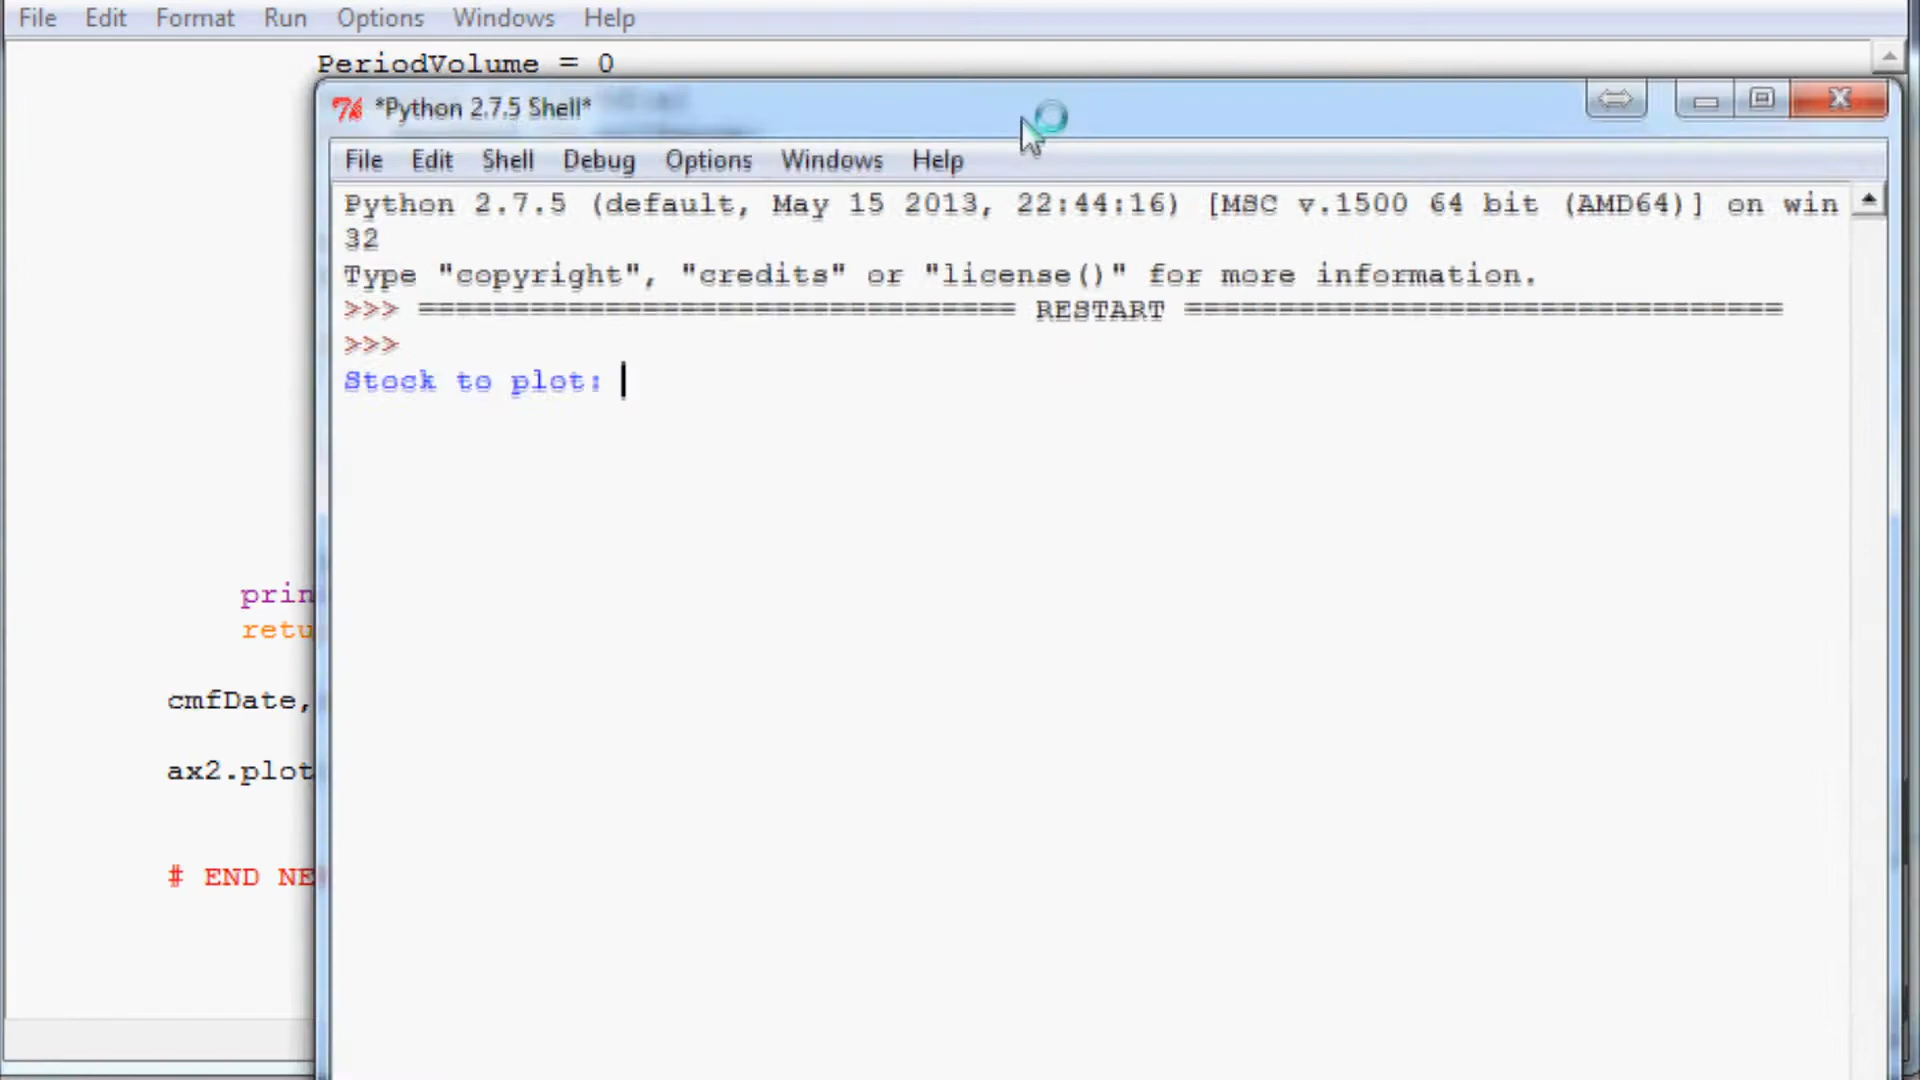 File Edit Format Run Options Windows Help
PeriodVolume = 0
*Python 2.7.5 Shell*
File Edit Shell Debug Options Windows Help
Python 2.7.5 (default, May 15 2013, 22:44:16) [MSC v.1500 64 bit (AMD64)] on win
32
Type "copyright", "credits" or "license()" for more information.
>>> ================================ RESTART ================================
>>>
Stock to plot:
prin
retu
cmfDate,
ax2.plot
# END NE